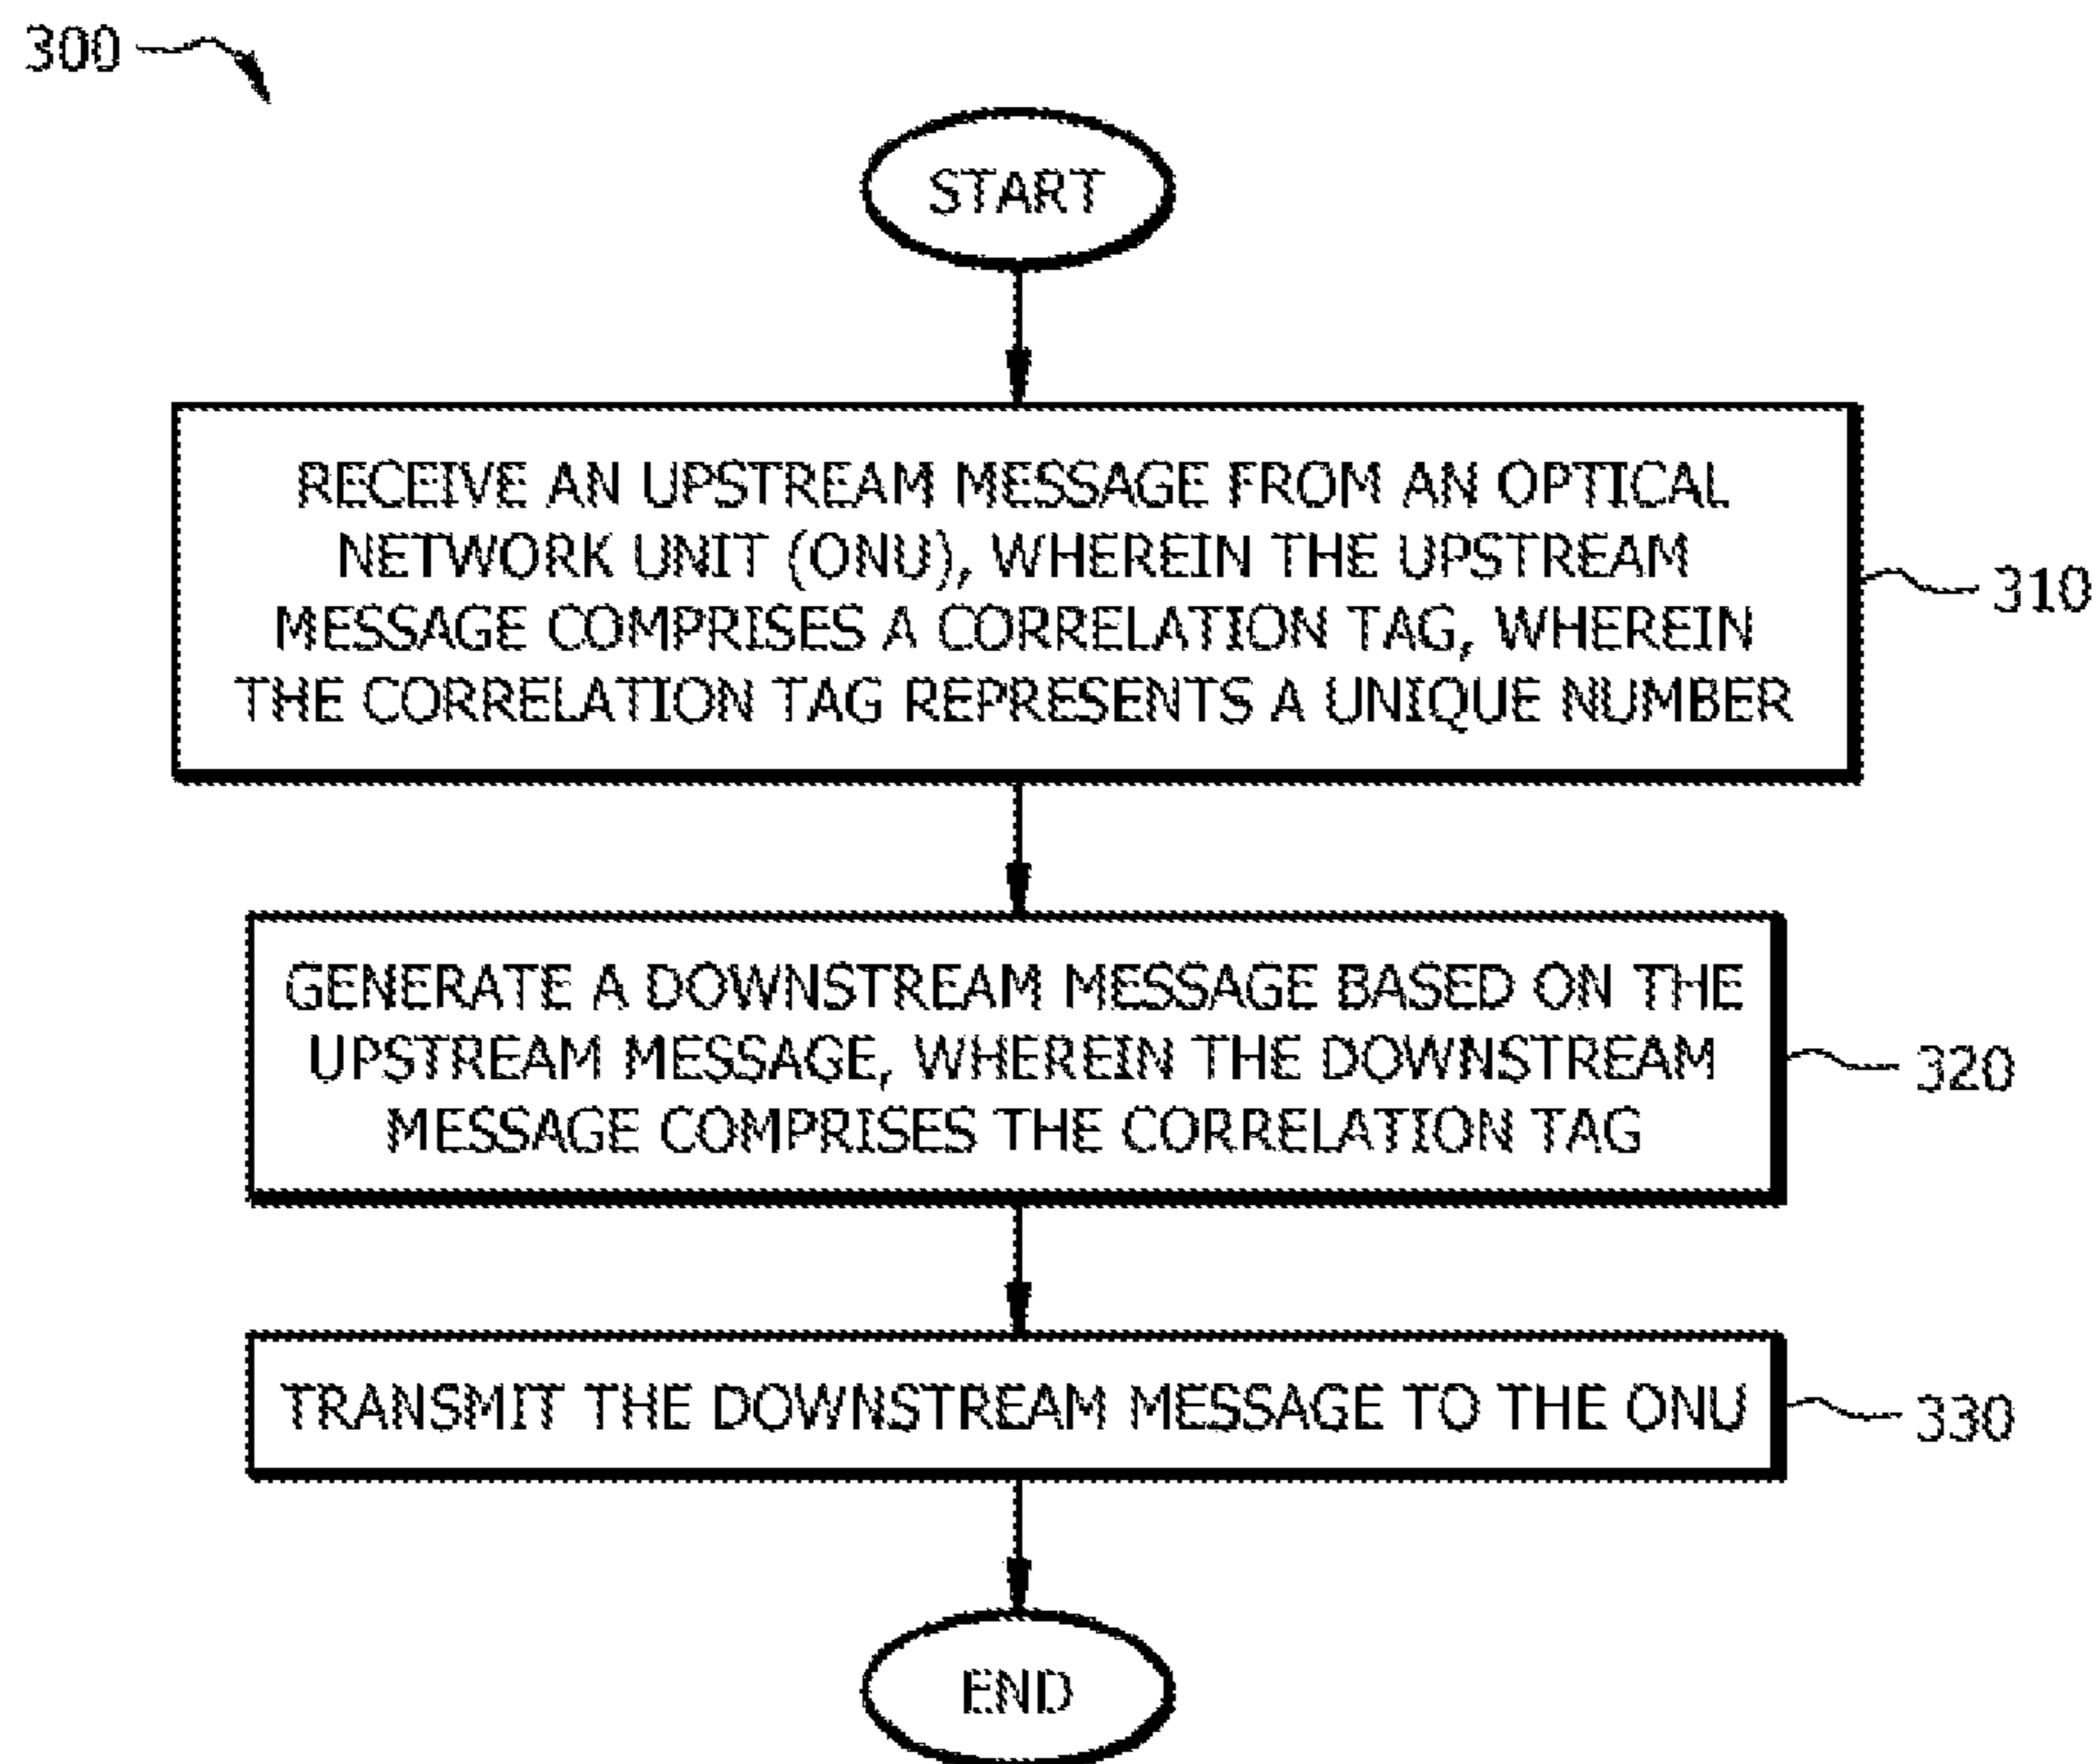 300
START
RECEIVE AN UPSTREAM MESSAGE FROM AN OPTICAL
NETWORK UNIT (ONU), WHEREIN THE UPSTREAM
MESSAGE COMPRISES A CORRELATION TAG, WHEREIN
THE CORRELATION TAG REPRESENTS A UNIQUE NUMBER
310
GENERATE A DOWNSTREAM MESSAGE BASED ON THE
UPSTREAM MESSAGE, WHEREIN THE DOWNSTREAM
MESSAGE COMPRISES THE CORRELATION TAG
320
TRANSMIT THE DOWNSTREAM MESSAGE TO THE ONU
330
END